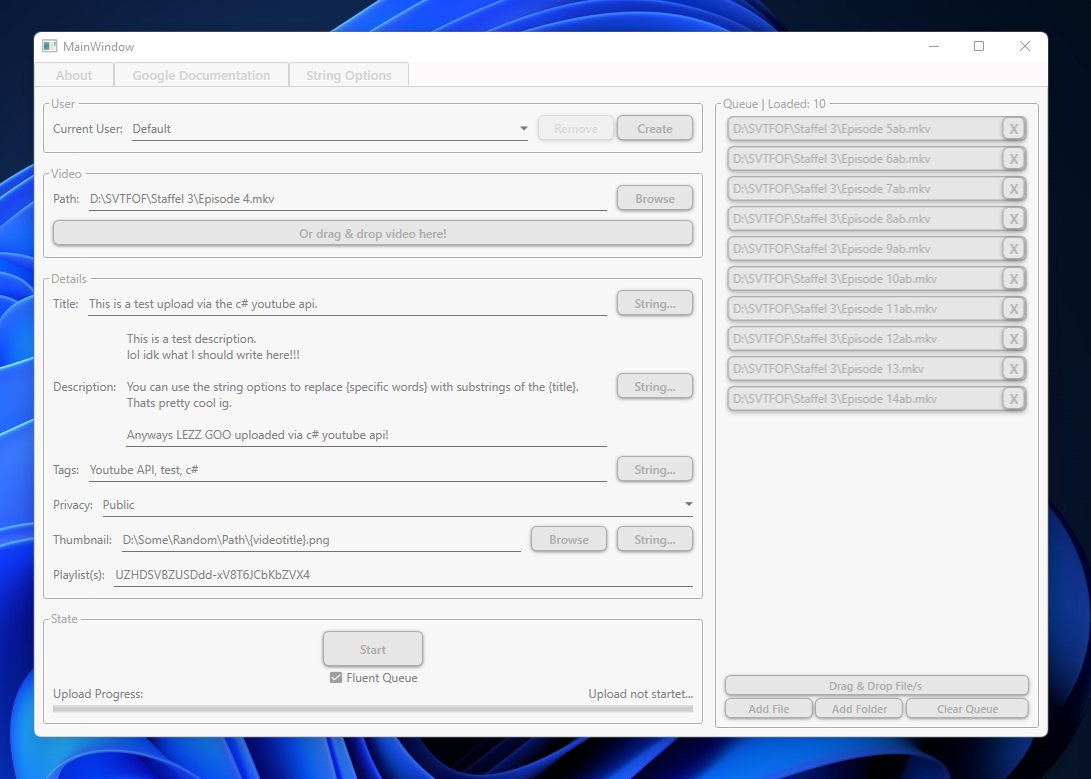 MainWindow
About
Google Documentation
String Options
User
Current User:
Default
Remove
Create
Video
Path:
D:\SVTFOF\Staffel 3\Episode 4.mkv
Browse
Or drag & drop video here!
Details
Title:
This is a test upload via the c# youtube api.
String...
Description:
This is a test description.
lol idk what I should write here!!!
You can use the string options to replace {specific words} with substrings of the {title}.
Thats pretty cool ig.
Anyways LEZZ GOO uploaded via c# youtube api!
String...
Tags:
Youtube API, test, c#
String...
Privacy:
Public
Thumbnail:
D:\Some\Random\Path\{videotitle}.png
Browse
String...
Playlist(s):
UZHDSVBZUSDdd-xV8T6JCbKbZVX4
State
Start
Fluent Queue
Upload Progress:
Upload not startet...
Queue | Loaded: 10
D:\SVTFOF\Staffel 3\Episode 5ab.mkv
X
D:\SVTFOF\Staffel 3\Episode 6ab.mkv
X
D:\SVTFOF\Staffel 3\Episode 7ab.mkv
X
D:\SVTFOF\Staffel 3\Episode 8ab.mkv
X
D:\SVTFOF\Staffel 3\Episode 9ab.mkv
X
D:\SVTFOF\Staffel 3\Episode 10ab.mkv
X
D:\SVTFOF\Staffel 3\Episode 11ab.mkv
X
D:\SVTFOF\Staffel 3\Episode 12ab.mkv
X
D:\SVTFOF\Staffel 3\Episode 13.mkv
X
D:\SVTFOF\Staffel 3\Episode 14ab.mkv
X
Drag & Drop File/s
Add File
Add Folder
Clear Queue